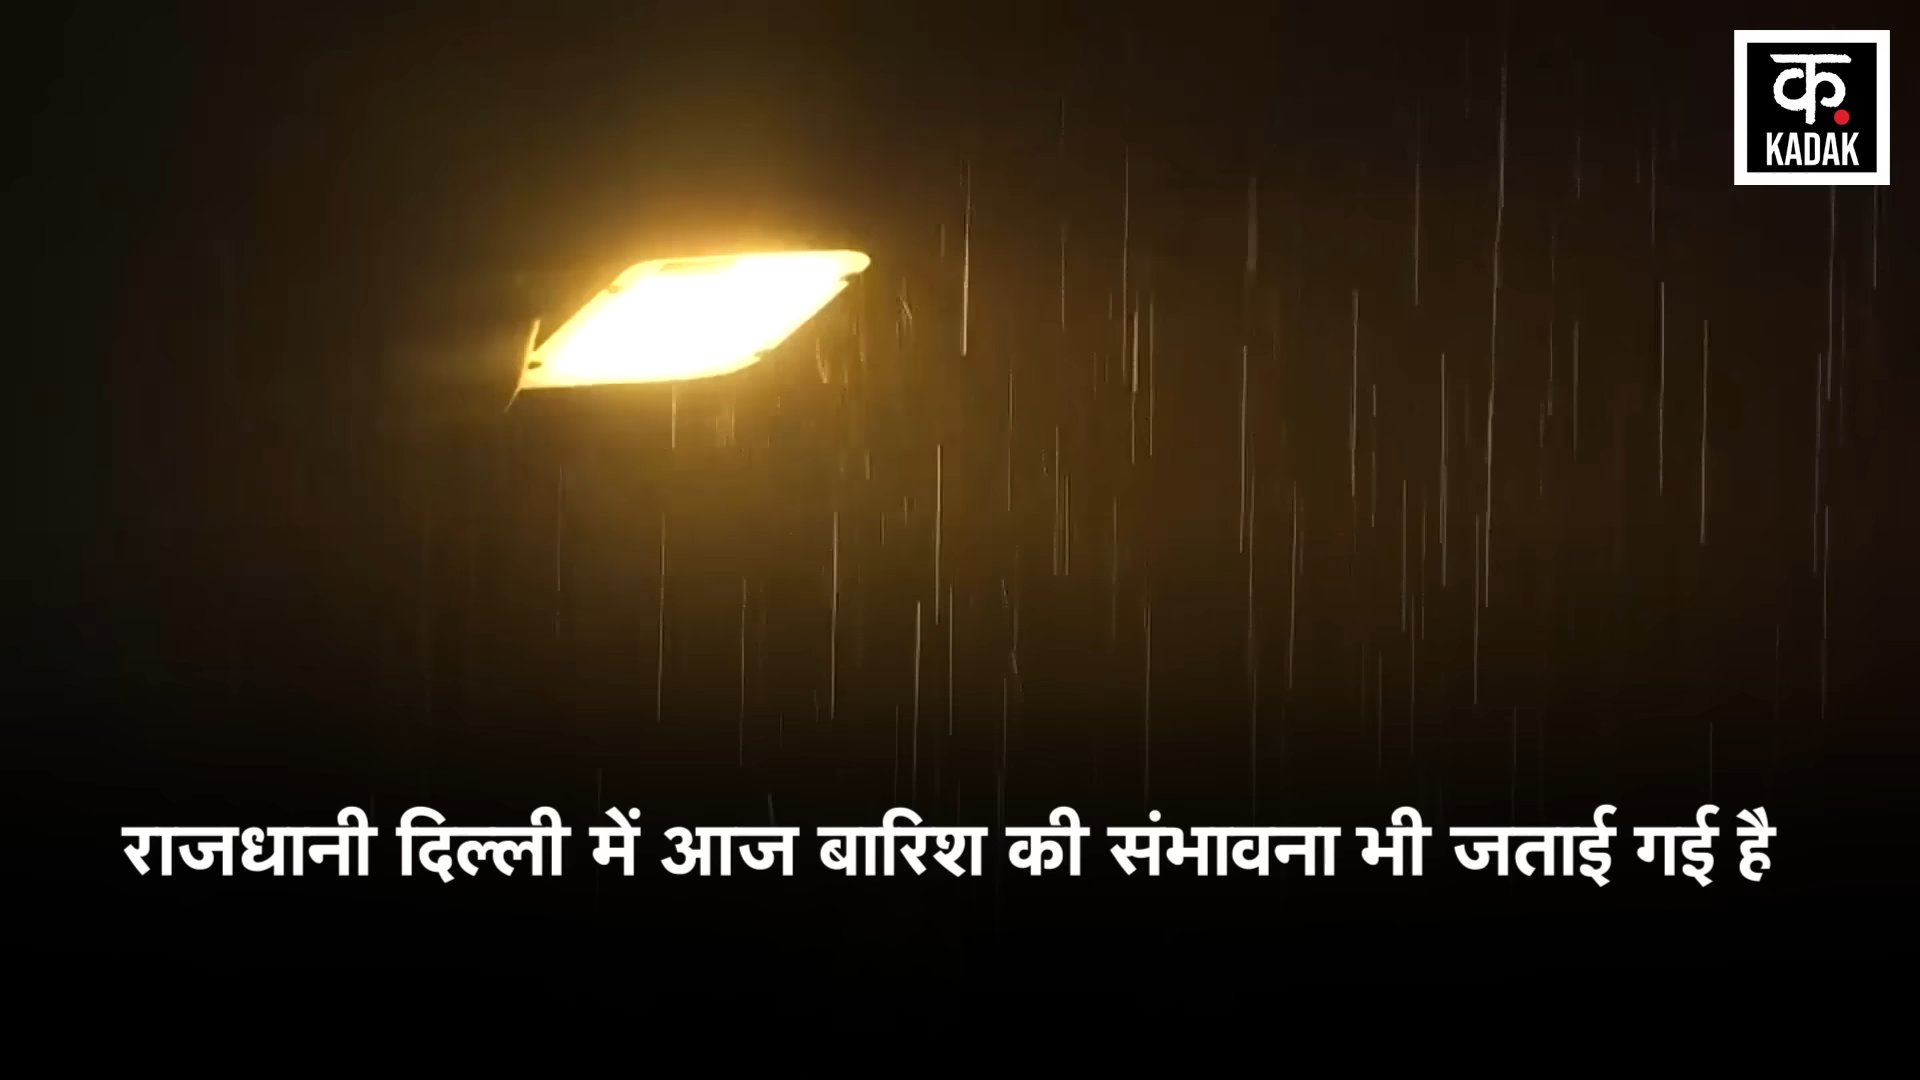 क.
KADAK
राजधानी दिल्ली में आज बारिश की संभावना भी जताई गई है